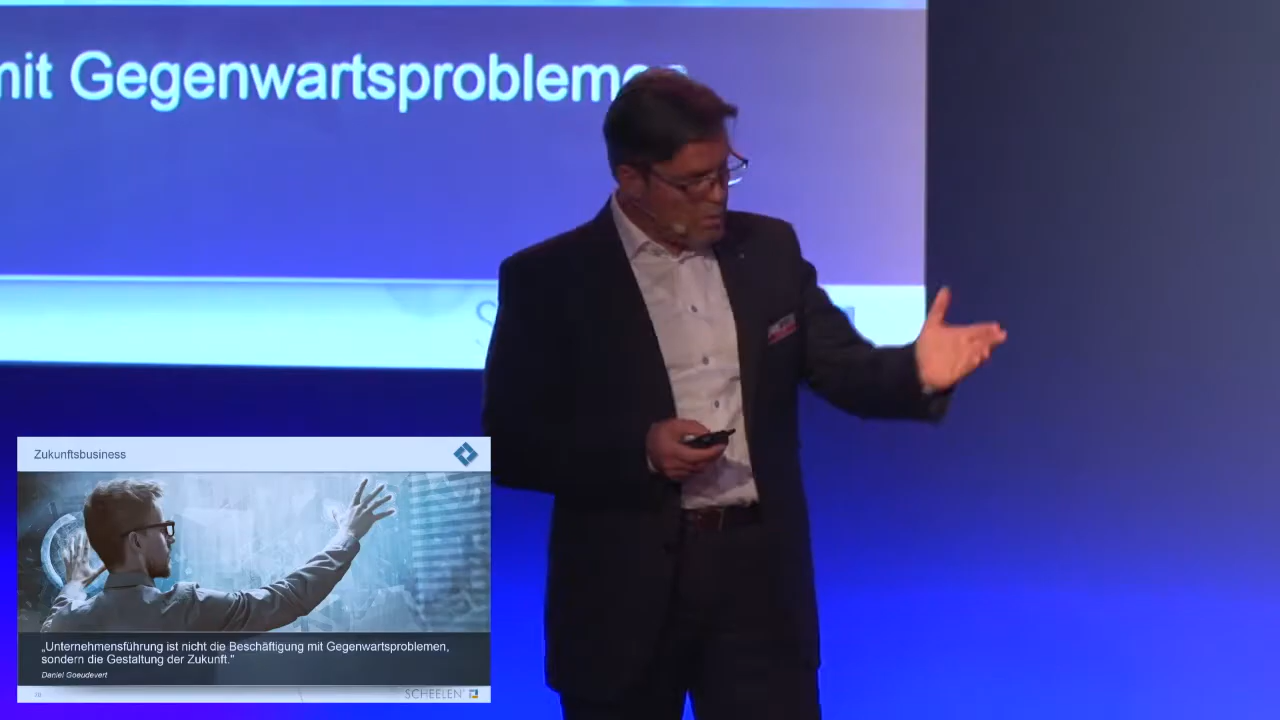 mit Gegenwartsproblemen
Zukunftsbusiness
„Unternehmensführung ist nicht die Beschäftigung mit Gegenwartsproblemen,
sondern die Gestaltung der Zukunft."
Daniel Goeudevert
SCHEELEN